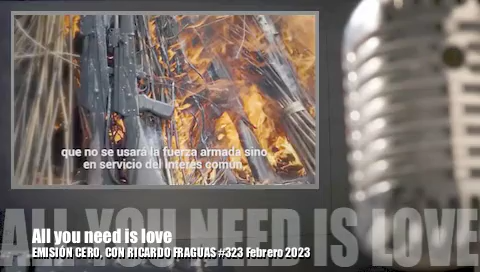 que no se usará la fuerza armada sino
en servicio del interés común,
ALL YOU NEED IS LOVE
All you need is love
EMISIÓN CERO, CON RICARDO FRAGUAS #323 Febrero 2023